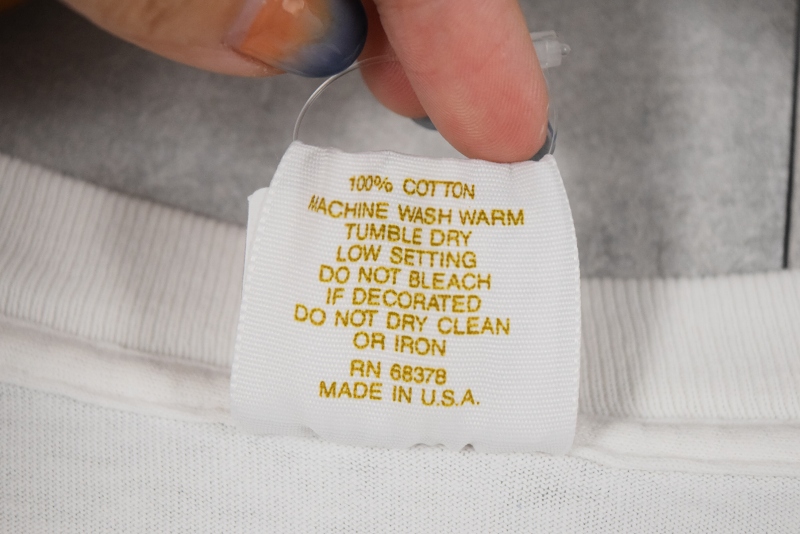 100% COTTON
MACHINE WASH WARM
TUMBLE DRY
LOW SETTING
DO NOT BLEACH
IF DECORATED
DO NOT DRY CLEAN
OR IRON
RN 68378
MADE IN U.S.A.